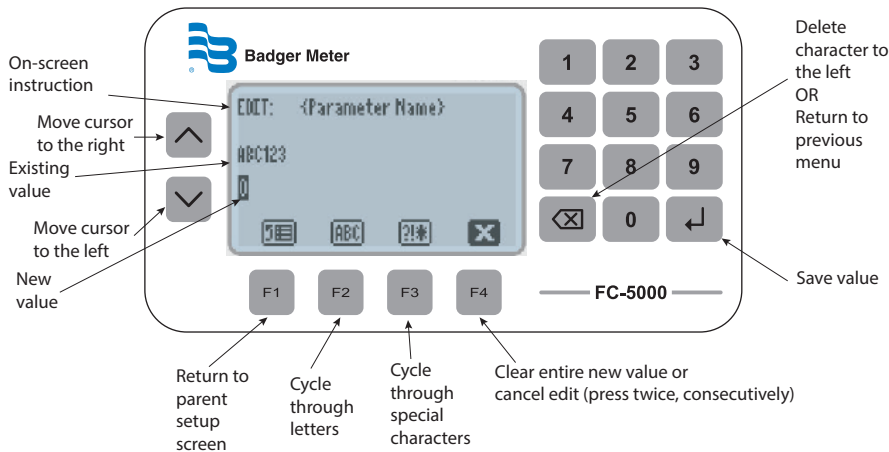 Badger Meter
®
On-screen
instruction
Move cursor
to the right
Existing
value
Move cursor
to the left
New
value
EDIT: <Parameter Name>
ABC123
0
ABC
?!*
X
F1
F2
F3
F4
1 2 3
4 5 6
7 8 9
0
FC-5000
Delete
character to
the left
OR
Return to
previous
menu
Save value
Return to
parent
setup
screen
Cycle
through
letters
Cycle
through
special
characters
Clear entire new value or
cancel edit (press twice, consecutively)